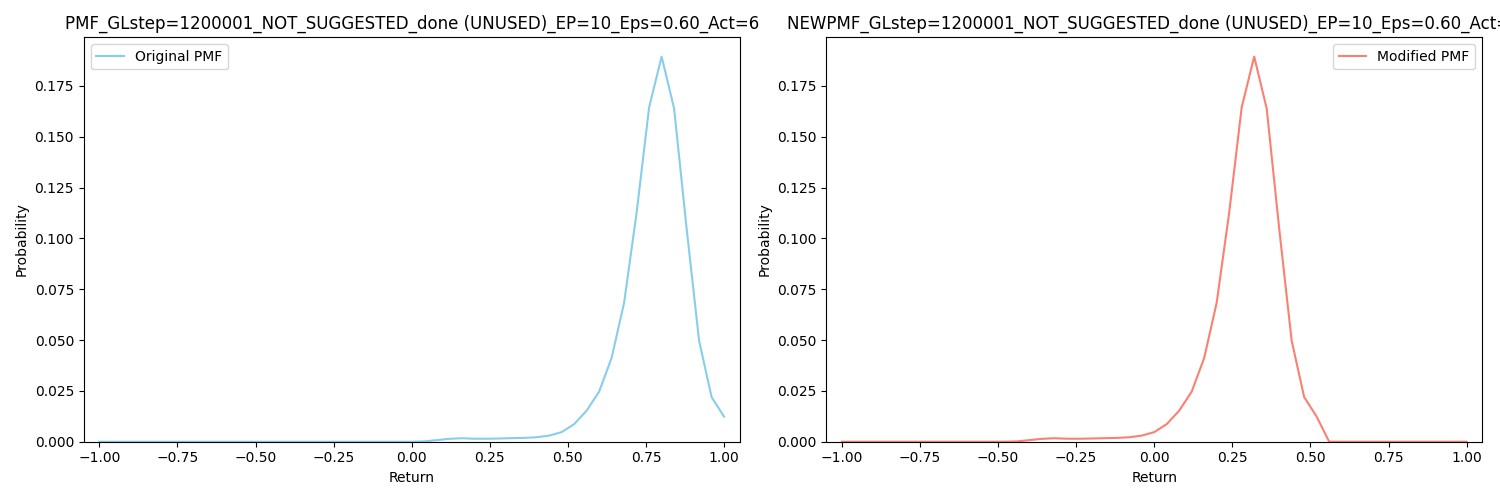 PMF_GLstep=1200001_NOT_SUGGESTED_done (UNUSED)_EP=10_Eps=0.60_Act=6
Original PMF
Probability
0.175
0.150
0.125
0.100
0.075
0.050
0.025
0.000
−1.00 −0.75 −0.50 −0.25 0.00 0.25 0.50 0.75 1.00
Return
NEWPMF_GLstep=1200001_NOT_SUGGESTED_done (UNUSED)_EP=10_Eps=0.60_Act=
Modified PMF
Probability
0.175
0.150
0.125
0.100
0.075
0.050
0.025
0.000
−1.00 −0.75 −0.50 −0.25 0.00 0.25 0.50 0.75 1.00
Return